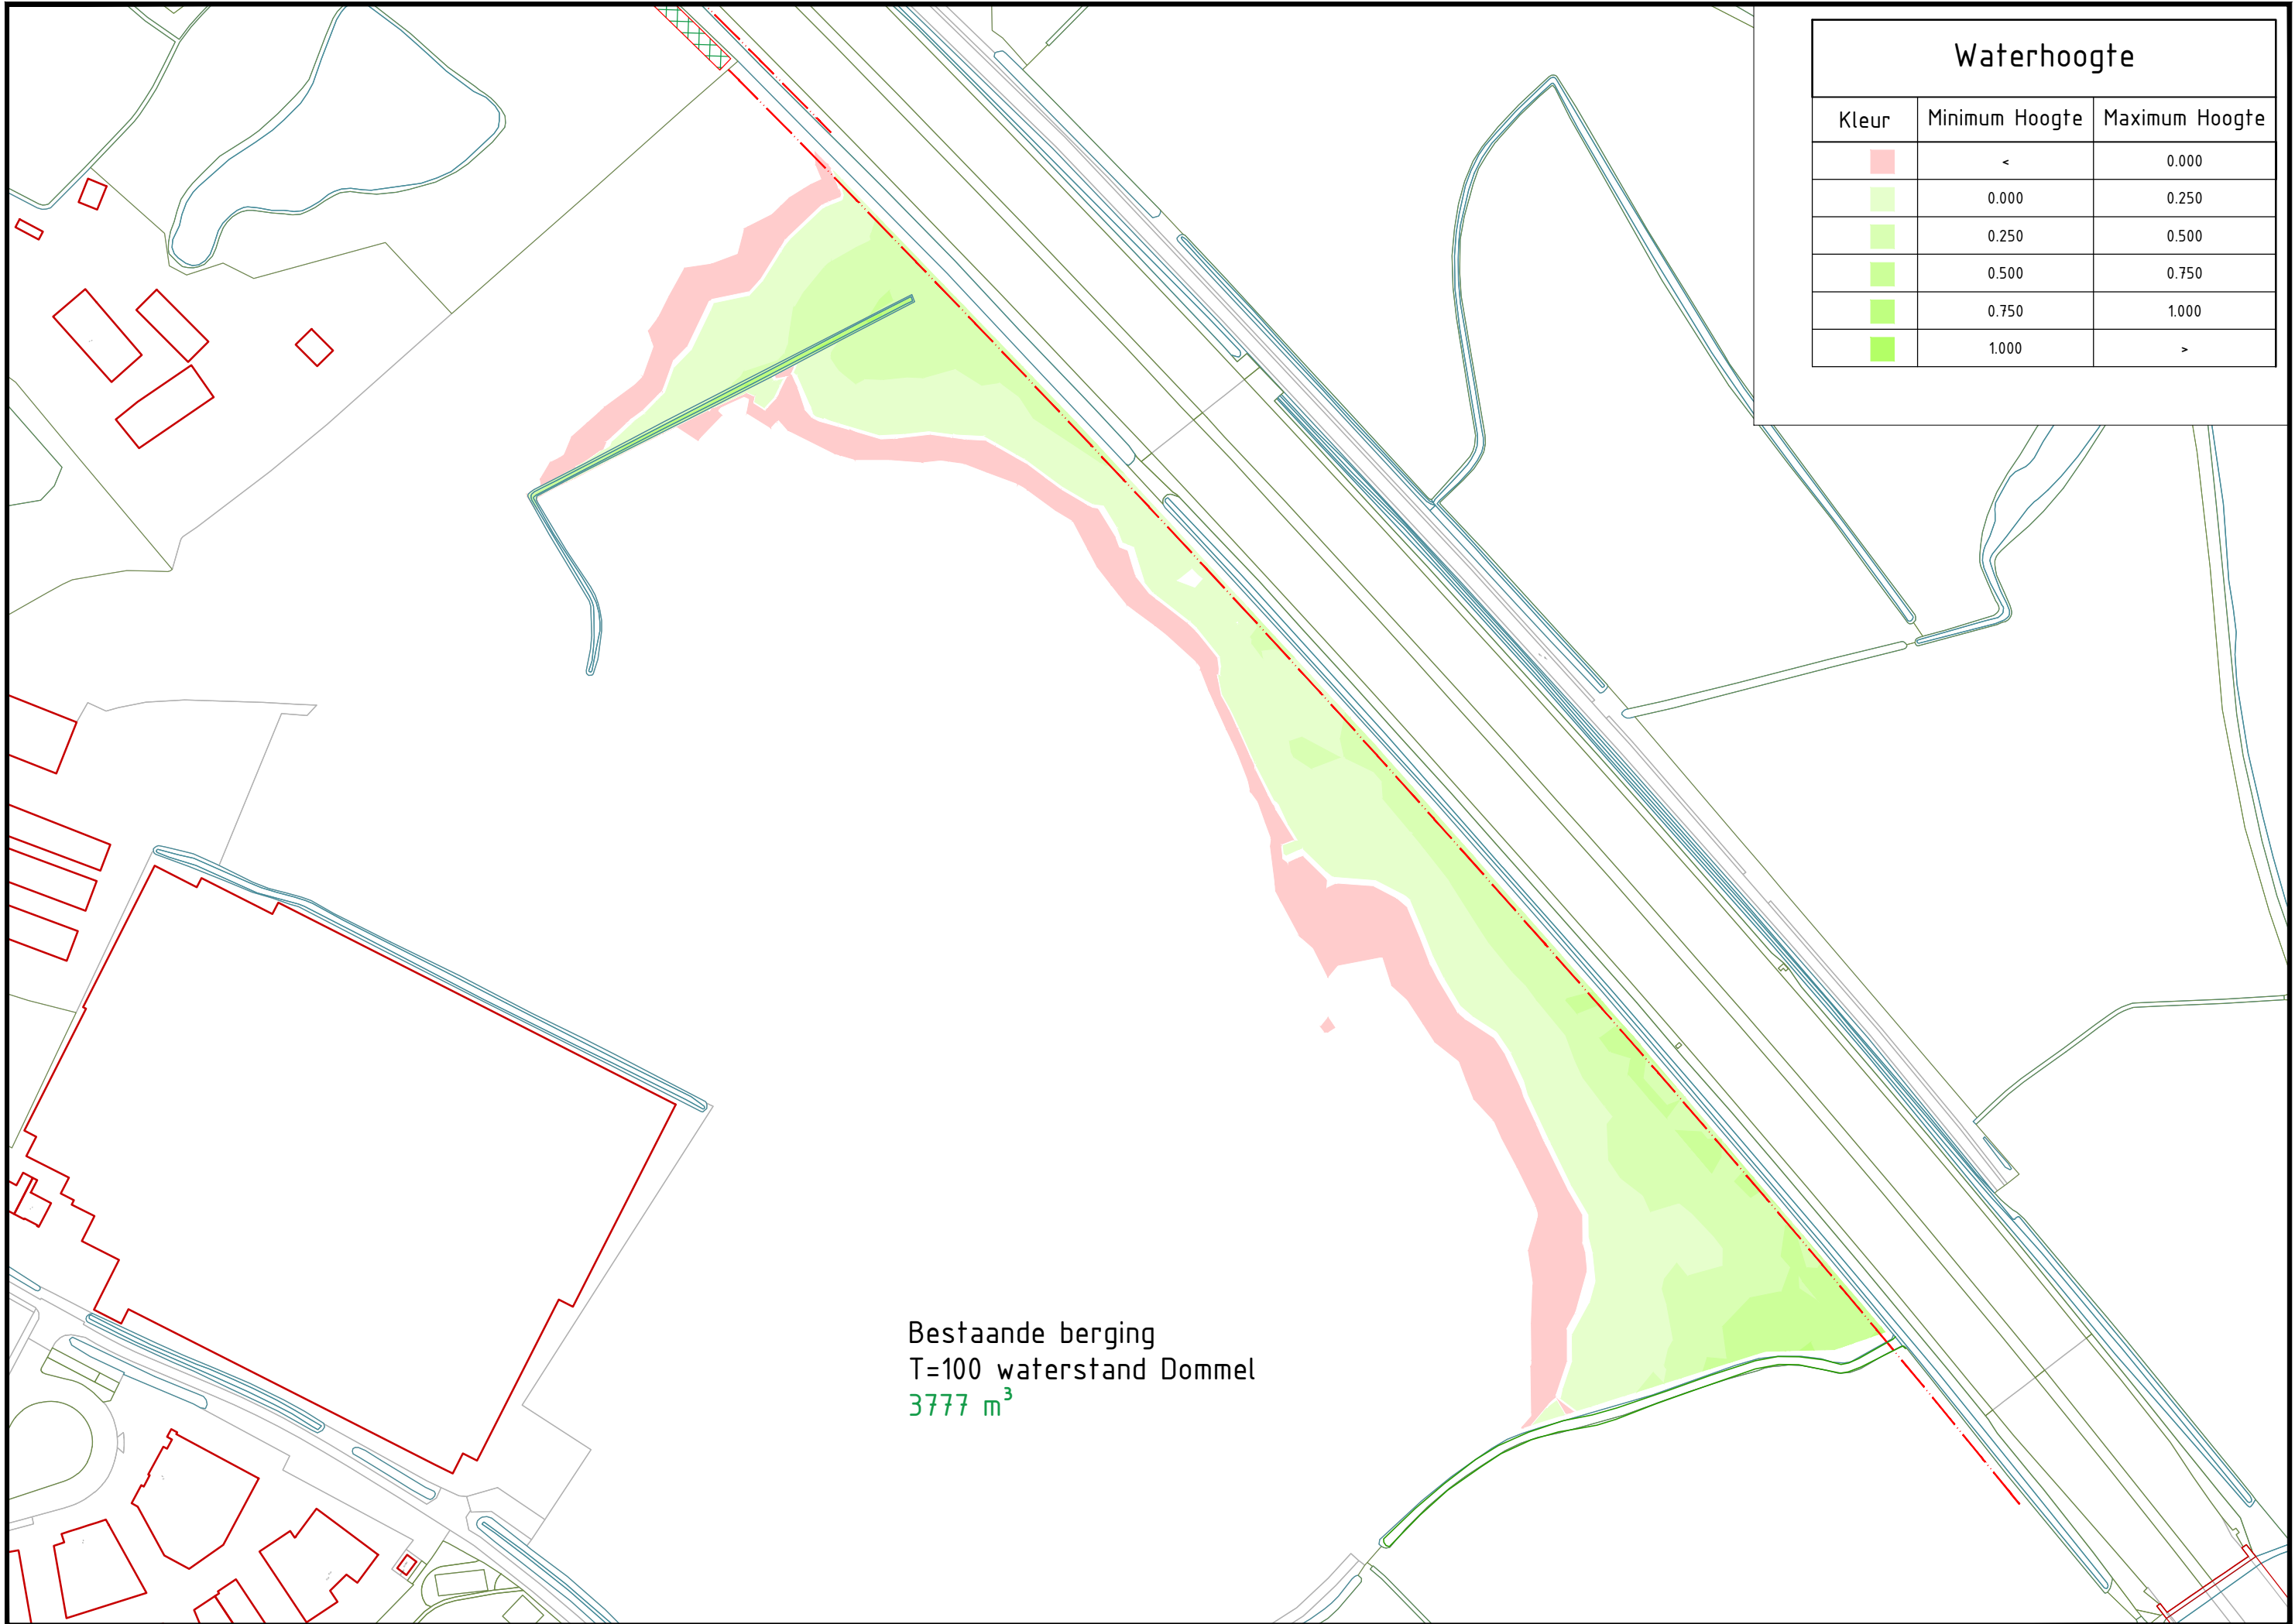 Waterhoogte
Kleur Minimum Hoogte Maximum Hoogte
< 0.000
0.000 0.250
0.250 0.500
0.500 0.750
0.750 1.000
1.000 >
Bestaande berging
T=100 waterstand Dommel
3777 m³